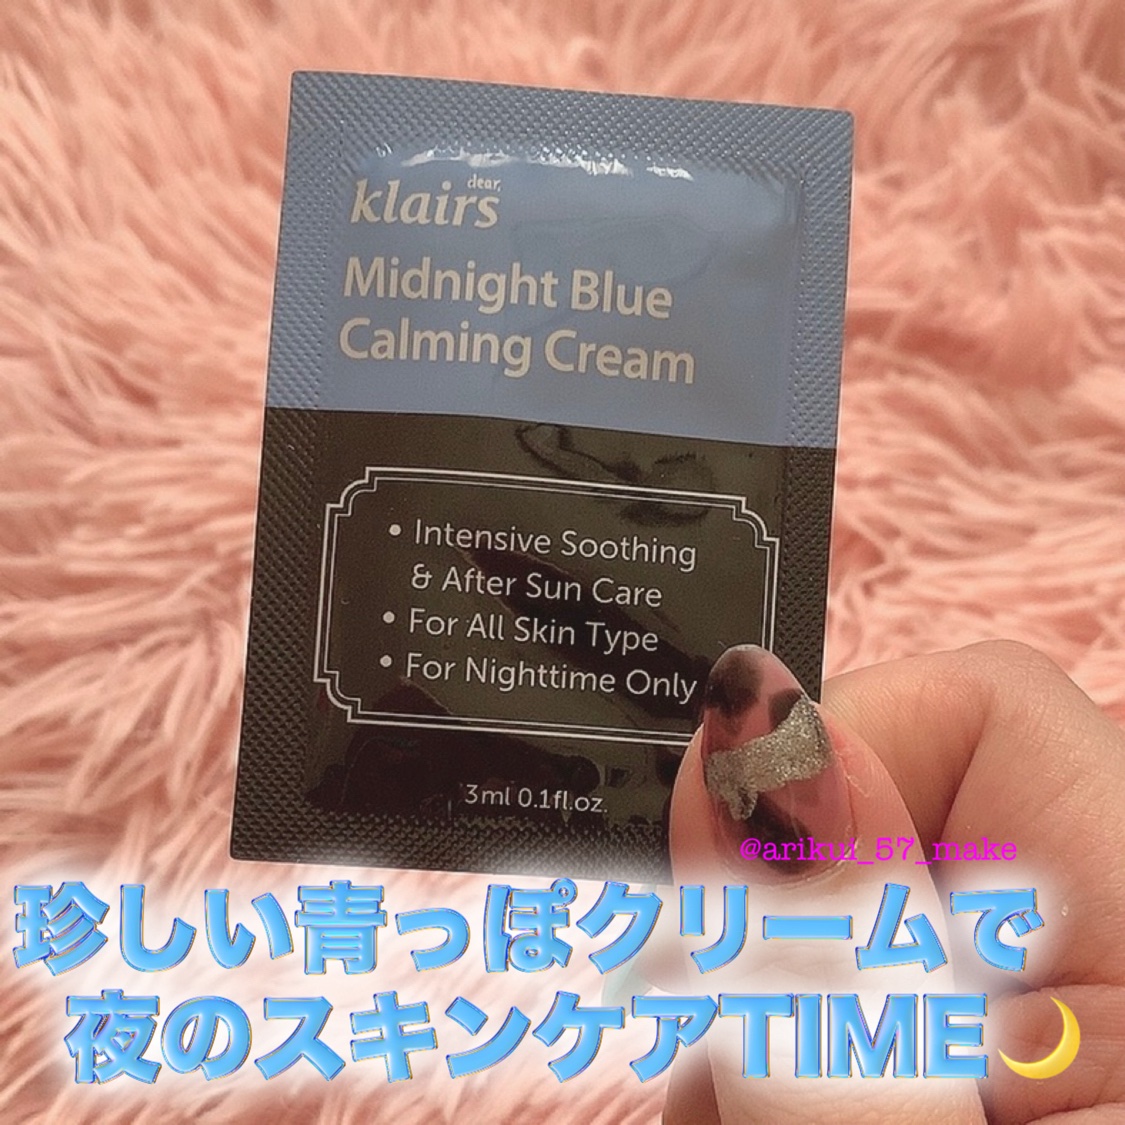 dear,
klairs
Midnight Blue
Calming Cream
• Intensive Soothing
& After Sun Care
• For All Skin Type
• For Nighttime Only
3ml 0.1fl.oz.
@arikui_57_make
珍しい青っぽクリームで
夜のスキンケアTIME🌙